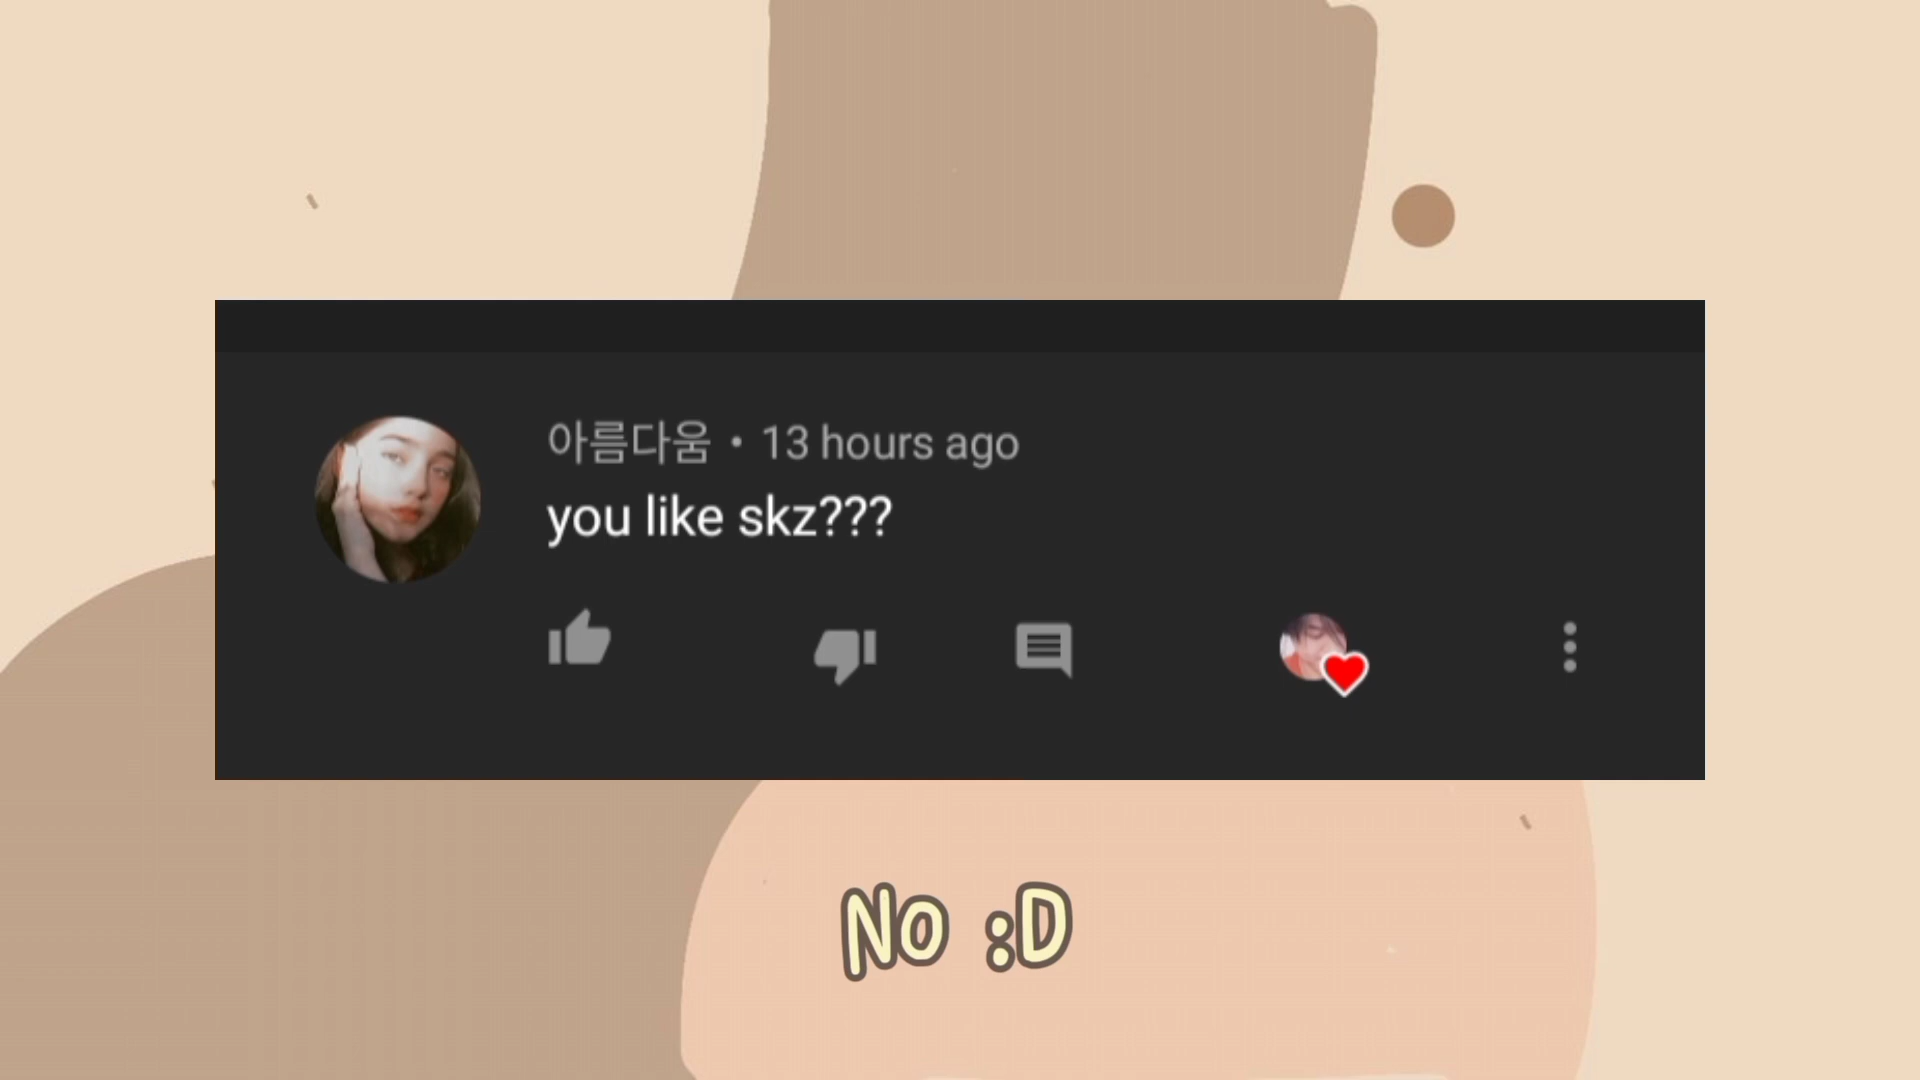 아름다움 • 13 hours ago
you like skz???
No :D